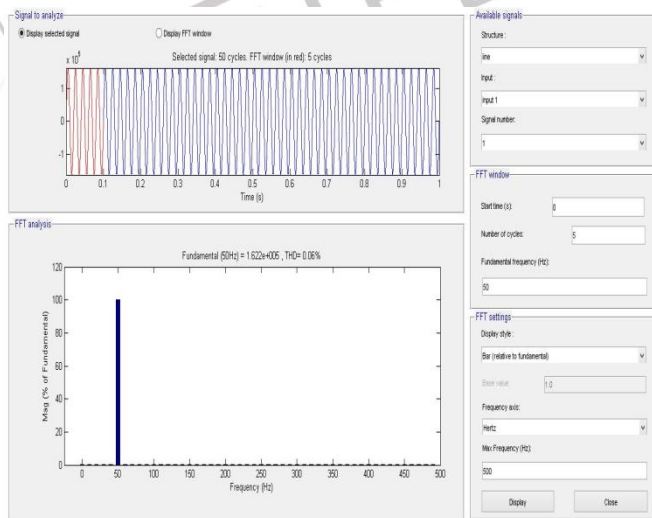 Signal to analyze
Display selected signal
Display FFT window
Selected signal: 50 cycles. FFT window (in red): 5 cycles
x 10^5
1
0
-1
0 0.1 0.2 0.3 0.4 0.5 0.6 0.7 0.8 0.9 1
Time (s)
FFT analysis
Fundamental (50Hz) = 1.622e+005 , THD= 0.06%
120
100
80
60
40
20
0
Mag (% of Fundamental)
0 50 100 150 200 250 300 350 400 450 500
Frequency (Hz)
Available signals
Structure :
line
Input :
input 1
Signal number:
1
FFT window
Start time (s):
0
Number of cycles:
5
Fundamental frequency (Hz):
50
FFT settings
Display style :
Bar (relative to fundamental)
Base value:
1.0
Frequency axis:
Hertz
Max Frequency (Hz):
500
Display
Close